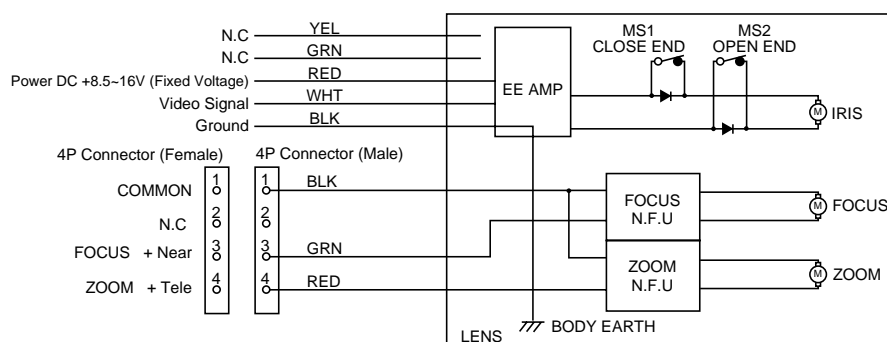 N.C YEL
N.C GRN
Power DC +8.5~16V (Fixed Voltage) RED
Video Signal WHT
Ground BLK
EE AMP
MS1
CLOSE END
MS2
OPEN END
M IRIS
4P Connector (Female) 4P Connector (Male)
COMMON 1 1 BLK
N.C 2 2
FOCUS + Near 3 3 GRN
ZOOM + Tele 4 4 RED
FOCUS
N.F.U
M FOCUS
ZOOM
N.F.U
M ZOOM
BODY EARTH
LENS